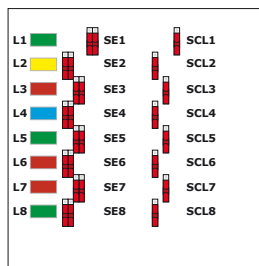 L1 SE1 SCL1
L2 SE2 SCL2
L3 SE3 SCL3
L4 SE4 SCL4
L5 SE5 SCL5
L6 SE6 SCL6
L7 SE7 SCL7
L8 SE8 SCL8